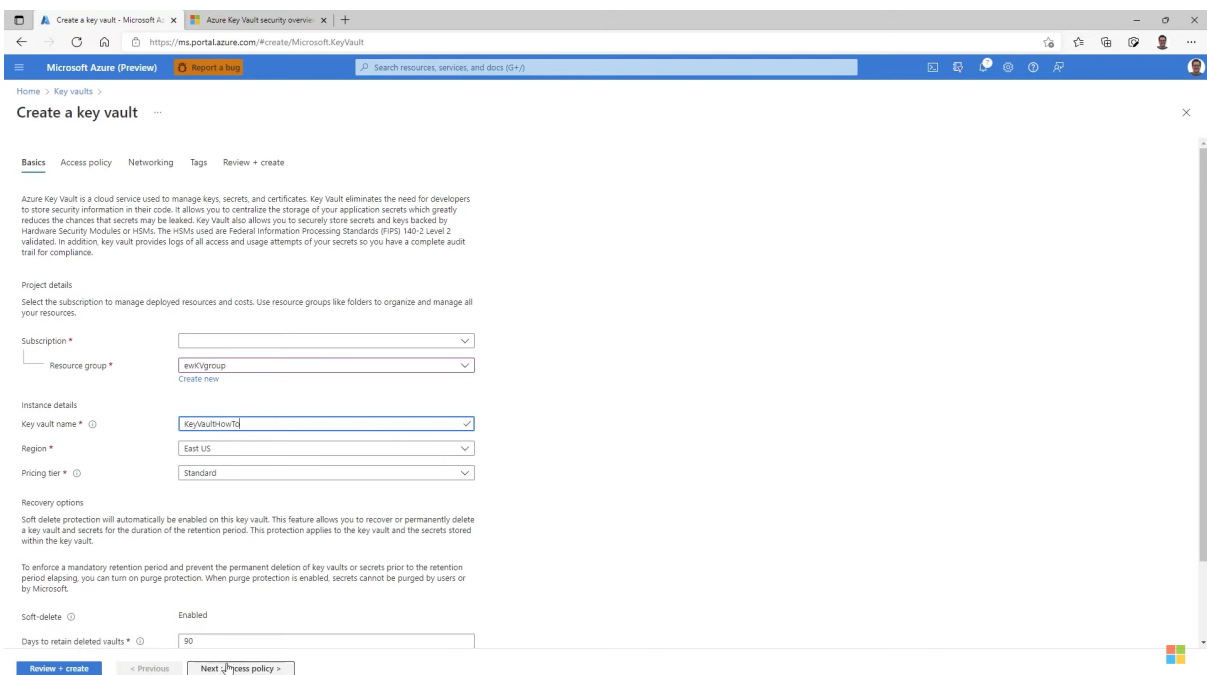 Create a key vault - Microsoft Az
Azure Key Vault security overvie
https://ms.portal.azure.com/#create/Microsoft.KeyVault
Microsoft Azure (Preview)
Report a bug
Search resources, services, and docs (G+/)
7
Home > Key vaults >
Create a key vault ...
Basics Access policy Networking Tags Review + create
Azure Key Vault is a cloud service used to manage keys, secrets, and certificates. Key Vault eliminates the need for developers
to store security information in their code. It allows you to centralize the storage of your application secrets which greatly
reduces the chances that secrets may be leaked. Key Vault also allows you to securely store secrets and keys backed by
Hardware Security Modules or HSMs. The HSMs used are Federal Information Processing Standards (FIPS) 140-2 Level 2
validated. In addition, key vault provides logs of all access and usage attempts of your secrets so you have a complete audit
trail for compliance.
Project details
Select the subscription to manage deployed resources and costs. Use resource groups like folders to organize and manage all
your resources.
Subscription *
Resource group * ewKVgroup
Create new
Instance details
Key vault name * KeyVaultHowTo
Region * East US
Pricing tier * Standard
Recovery options
Soft delete protection will automatically be enabled on this key vault. This feature allows you to recover or permanently delete
a key vault and secrets for the duration of the retention period. This protection applies to the key vault and the secrets stored
within the key vault.
To enforce a mandatory retention period and prevent the permanent deletion of key vaults or secrets prior to the retention
period elapsing, you can turn on purge protection. When purge protection is enabled, secrets cannot be purged by users or
by Microsoft.
Soft-delete Enabled
Days to retain deleted vaults * 90
Review + create < Previous Next : policy >